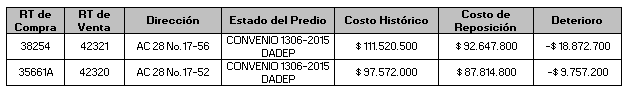 RT de Compra RT de Venta Dirección Estado del Predio Costo Histórico Costo de Reposición Deterioro
38254 42321 AC 28 No.17-56 CONVENIO 1306-2015 DADEP $ 111.520.500 $ 92.647.800 -$ 18.872.700
35661A 42320 AC 28 No.17-52 CONVENIO 1306-2015 DADEP $ 97.572.000 $ 87.814.800 -$ 9.757.200